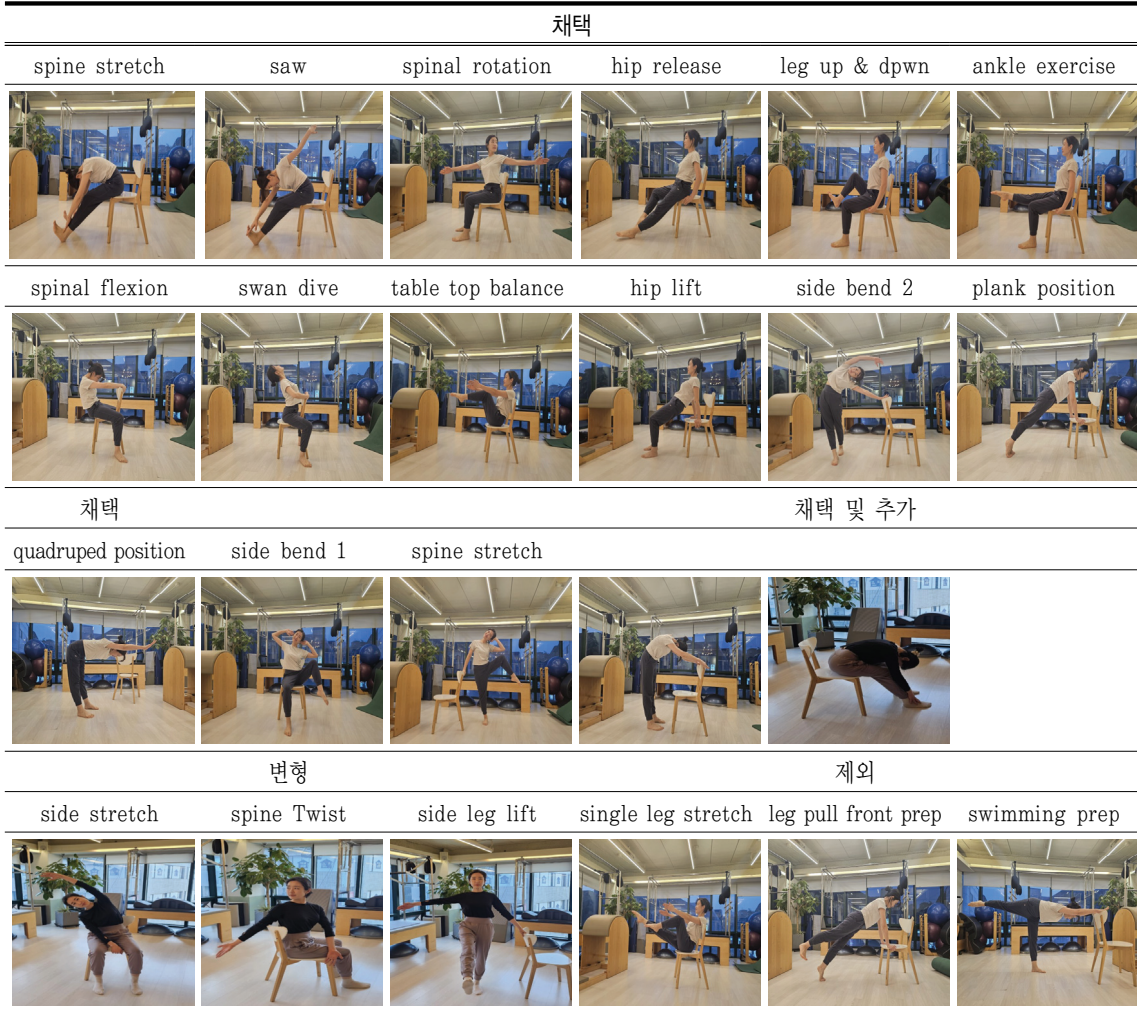 채택
spine stretch saw spinal rotation hip release leg up & dpwn ankle exercise
spinal flexion swan dive table top balance hip lift side bend 2 plank position
채택 채택 및 추가
quadruped position side bend 1 spine stretch
변형 제외
side stretch spine Twist side leg lift single leg stretch leg pull front prep swimming prep